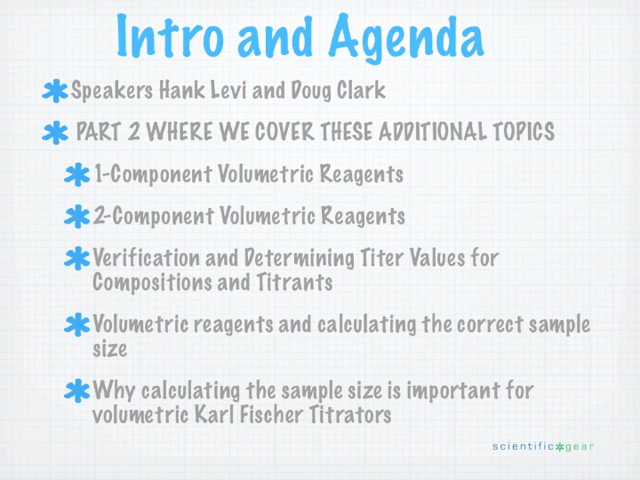 Intro and Agenda
Speakers Hank Levi and Doug Clark
PART 2 WHERE WE COVER THESE ADDITIONAL TOPICS
1-Component Volumetric Reagents
2-Component Volumetric Reagents
Verification and Determining Titer Values for
Compositions and Titrants
Volumetric reagents and calculating the correct sample
size
Why calculating the sample size is important for
volumetric Karl Fischer Titrators
scientific*gear